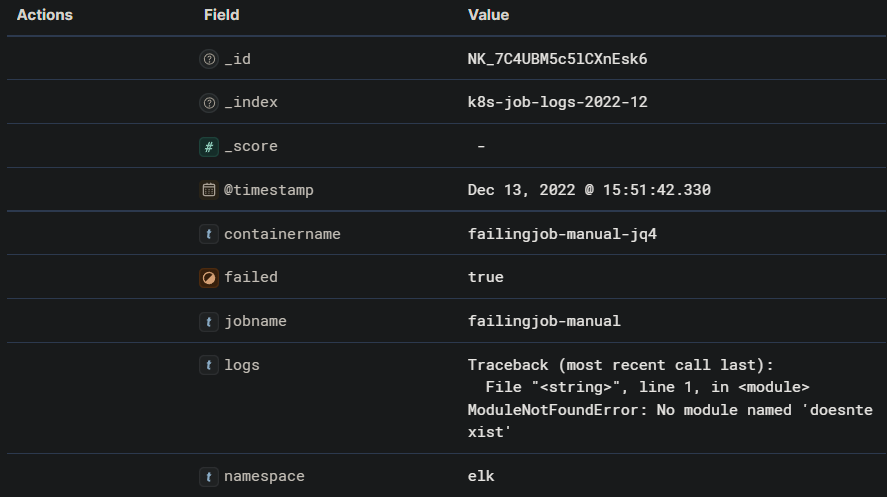 Actions Field Value
_id NK_7C4UBM5c5lCXnEsk6
_index k8s-job-logs-2022-12
# _score -
@timestamp Dec 13, 2022 @ 15:51:42.330
t containername failingjob-manual-jq4
failed true
t jobname failingjob-manual
t logs Traceback (most recent call last):
File "<string>", line 1, in <module>
ModuleNotFoundError: No module named 'doesnte
xist'
t namespace elk